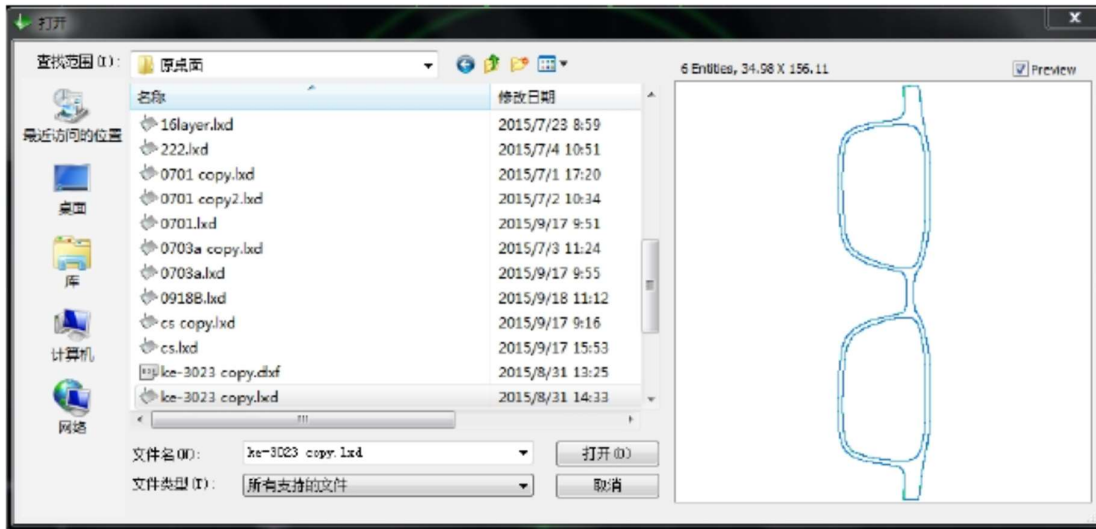 打开
x
查找范围(I):
原桌面
6 Entities, 34.98 X 156.11
Preview
名称
修改日期
最近访问的位置
桌面
库
计算机
网络
16layer.lxd 2015/7/23 8:59
222.lxd 2015/7/4 10:51
0701 copy.lxd 2015/7/1 17:20
0701 copy2.lxd 2015/7/2 10:34
0701.lxd 2015/9/17 9:51
0703a copy.lxd 2015/7/3 11:24
0703a.lxd 2015/9/17 9:55
0918B.lxd 2015/9/18 11:12
cs copy.lxd 2015/9/17 9:16
cs.lxd 2015/9/17 15:53
ke-3023 copy.dxf 2015/8/31 13:25
ke-3023 copy.lxd 2015/8/31 14:33
文件名(N):
ke-3023 copy.lxd
打开(O)
文件类型(T):
所有支持的文件
取消